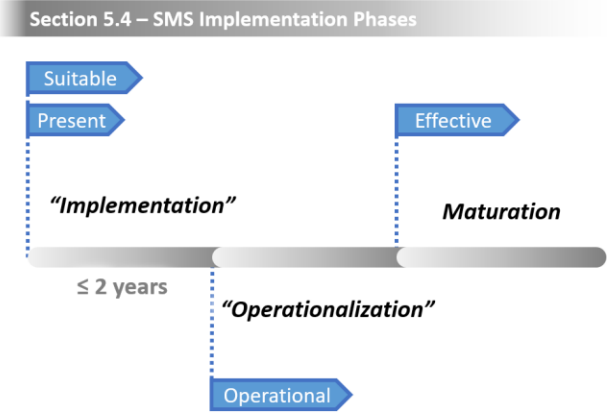 Section 5.4 – SMS Implementation Phases
Suitable
Present
Effective
“Implementation”
Maturation
≤ 2 years
“Operationalization”
Operational